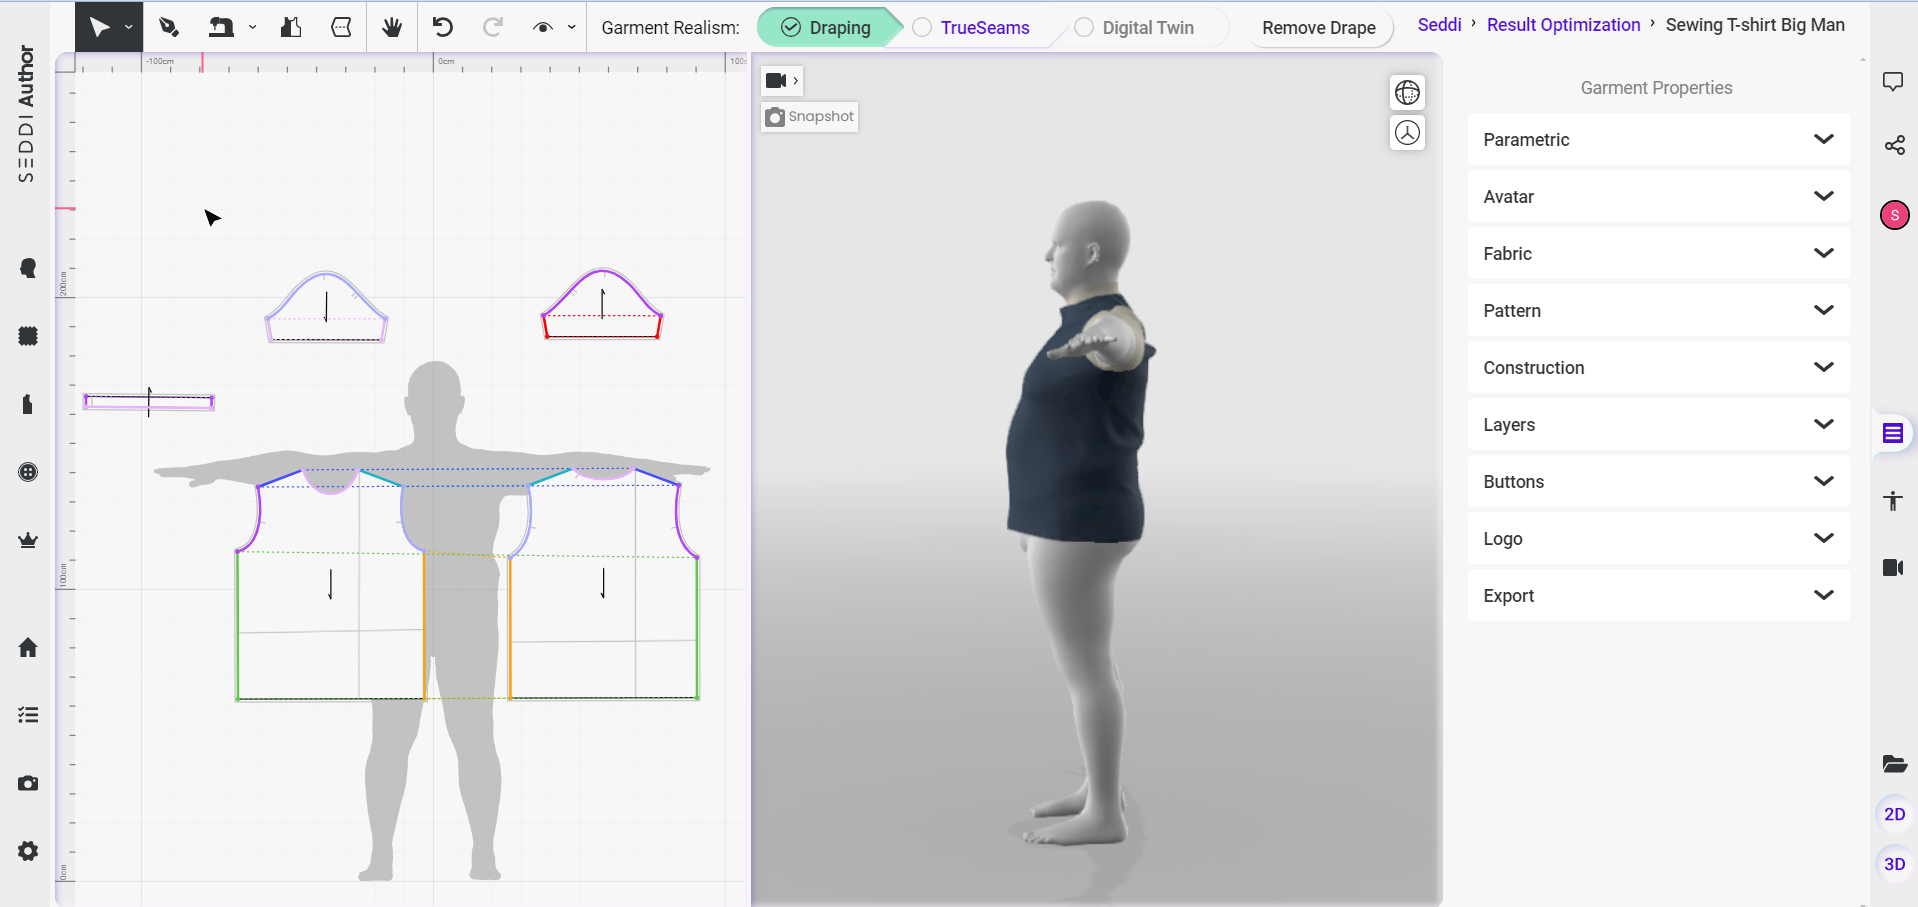 SEDDI Author
Garment Realism:
Draping
TrueSeams
Digital Twin
Remove Drape
Seddi › Result Optimization › Sewing T-shirt Big Man
-100cm
0cm
100c
200cm
100cm
0cm
Snapshot
Garment Properties
Parametric
Avatar
Fabric
Pattern
Construction
Layers
Buttons
Logo
Export
S
2D
3D